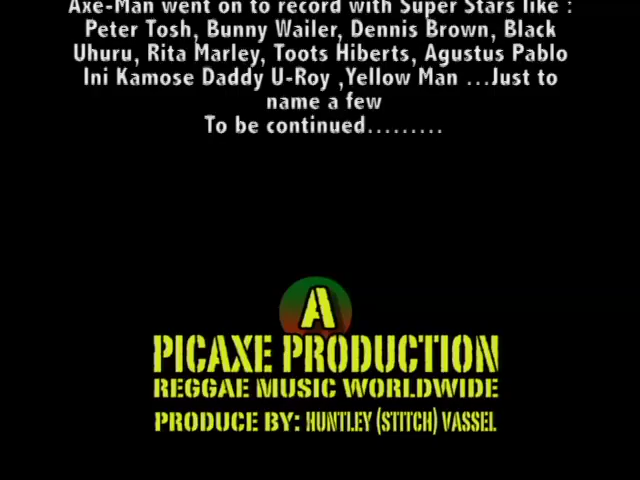 Axe-Man went on to record with Super Stars like :
Peter Tosh, Bunny Wailer, Dennis Brown, Black
Uhuru, Rita Marley, Toots Hiberts, Agustus Pablo
Ini Kamose Daddy U-Roy ,Yellow Man ...Just to
name a few
To be continued.........
A
PICAXE PRODUCTION
REGGAE MUSIC WORLDWIDE
PRODUCE BY: HUNTLEY (STITCH) VASSEL